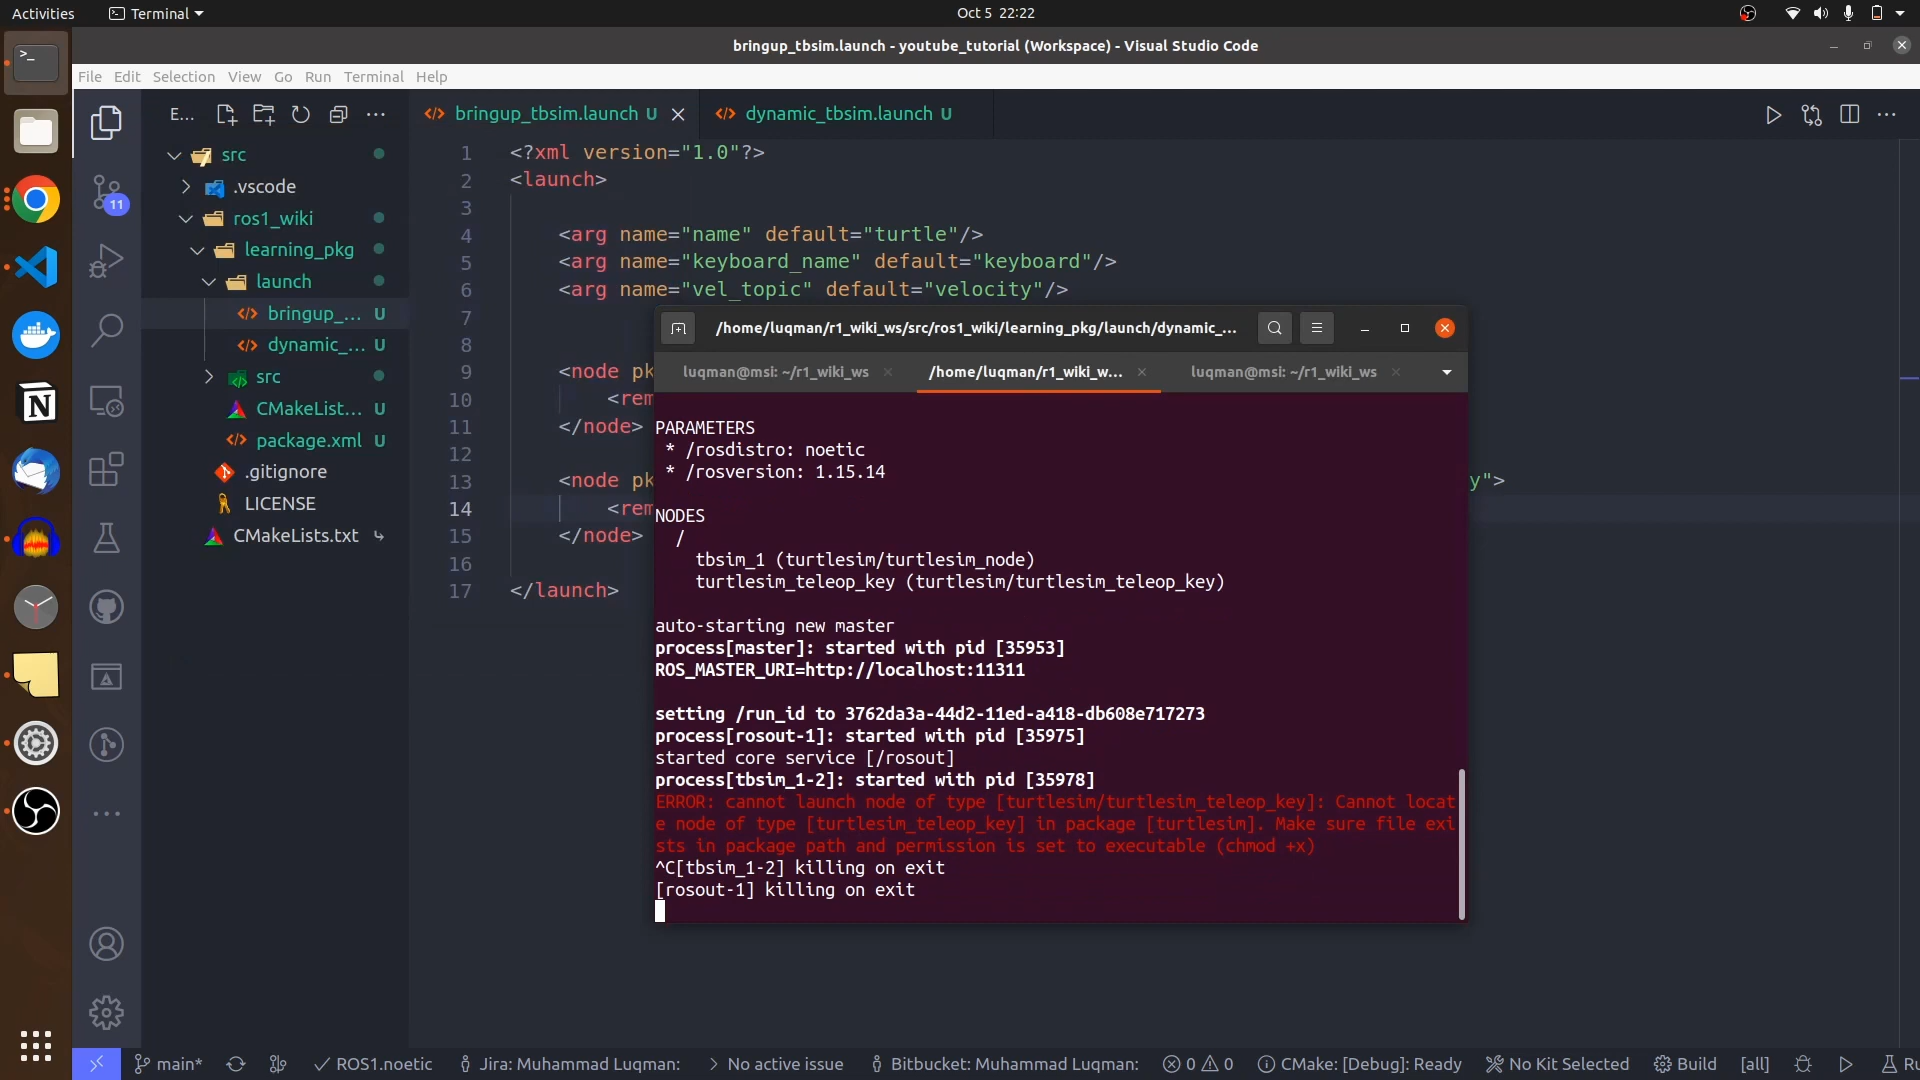 Activities
Terminal
Oct 5 22:22
bringup_tbsim.launch - youtube_tutorial (Workspace) - Visual Studio Code
File Edit Selection View Go Run Terminal Help
E...
bringup_tbsim.launch U
dynamic_tbsim.launch U
src
.vscode
11
ros1_wiki
learning_pkg
launch
bringup_... U
dynamic_... U
src
CMakeList... U
package.xml U
.gitignore
LICENSE
CMakeLists.txt
1 <?xml version="1.0"?>
2 <launch>
3
4 <arg name="name" default="turtle"/>
5 <arg name="keyboard_name" default="keyboard"/>
6 <arg name="vel_topic" default="velocity"/>
7
8
9 <node pk
10 <rem
11 </node>
12
13 <node pk y">
14 <rem
15 </node>
16
17 </launch>
/home/luqman/r1_wiki_ws/src/ros1_wiki/learning_pkg/launch/dynamic_...
luqman@msi: ~/r1_wiki_ws
/home/luqman/r1_wiki_w...
luqman@msi: ~/r1_wiki_ws
PARAMETERS
* /rosdistro: noetic
* /rosversion: 1.15.14
NODES
/
tbsim_1 (turtlesim/turtlesim_node)
turtlesim_teleop_key (turtlesim/turtlesim_teleop_key)
auto-starting new master
process[master]: started with pid [35953]
ROS_MASTER_URI=http://localhost:11311
setting /run_id to 3762da3a-44d2-11ed-a418-db608e717273
process[rosout-1]: started with pid [35975]
started core service [/rosout]
process[tbsim_1-2]: started with pid [35978]
ERROR: cannot launch node of type [turtlesim/turtlesim_teleop_key]: Cannot locat
e node of type [turtlesim_teleop_key] in package [turtlesim]. Make sure file exi
sts in package path and permission is set to executable (chmod +x)
^C[tbsim_1-2] killing on exit
[rosout-1] killing on exit
main* ROS1.noetic Jira: Muhammad Luqman: No active issue Bitbucket: Muhammad Luqman: 0 0 CMake: [Debug]: Ready No Kit Selected Build [all] Ru